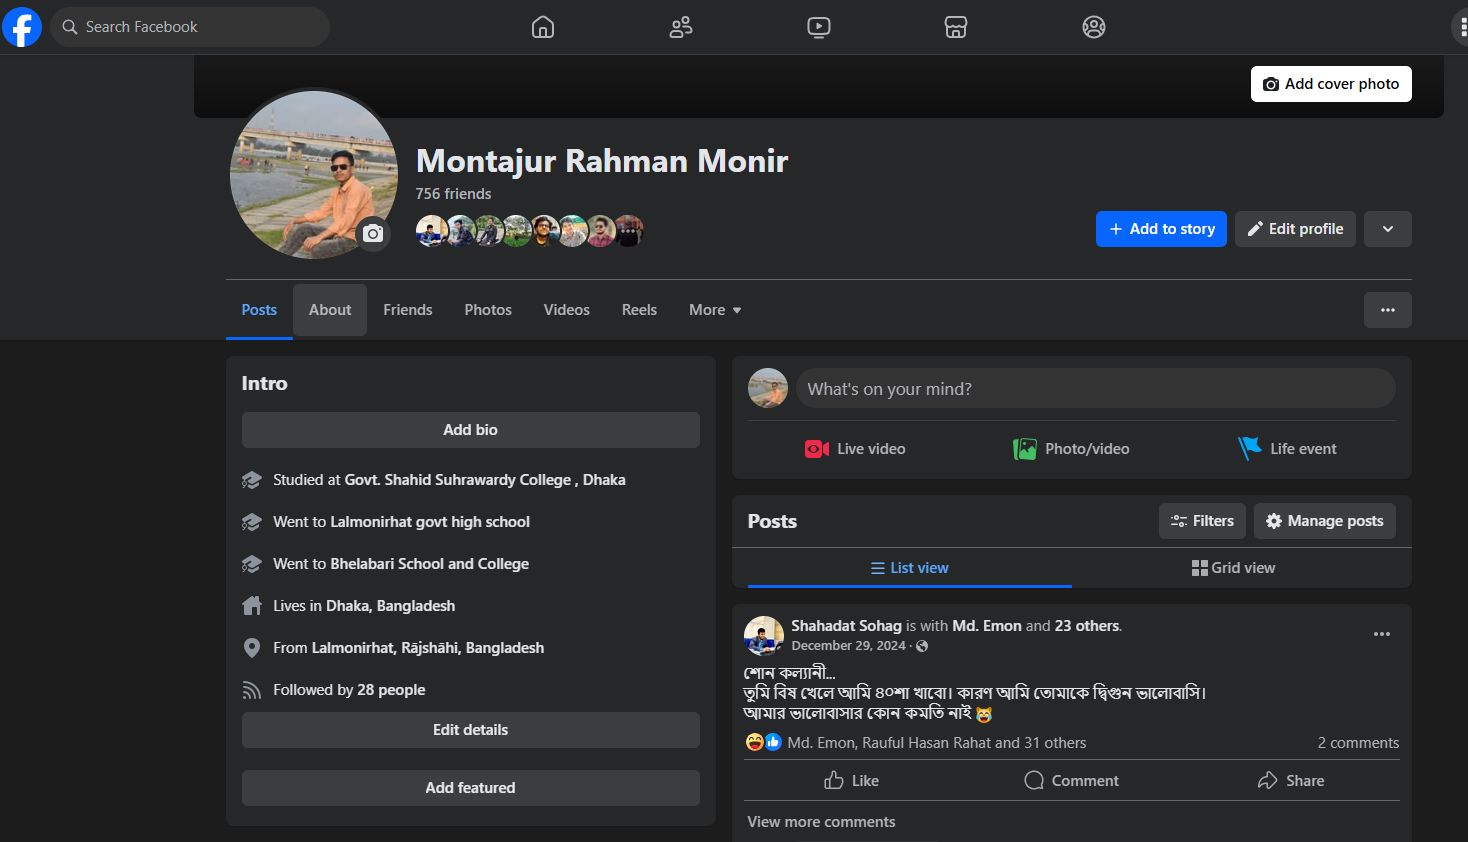 Search Facebook
Add cover photo
Montajur Rahman Monir
756 friends
Add to story
Edit profile
Posts
About
Friends
Photos
Videos
Reels
More
Intro
Add bio
Studied at Govt. Shahid Suhrawardy College , Dhaka
Went to Lalmonirhat govt high school
Went to Bhelabari School and College
Lives in Dhaka, Bangladesh
From Lalmonirhat, Rājshāhi, Bangladesh
Followed by 28 people
Edit details
Add featured
What's on your mind?
Live video
Photo/video
Life event
Posts
Filters
Manage posts
List view
Grid view
Shahadat Sohag is with Md. Emon and 23 others.
December 29, 2024 ·
শোন কল্যানী...
তুমি বিষ খেলে আমি ৪০শা খাবো। কারণ আমি তোমাকে দ্বিগুন ভালোবাসি।
আমার ভালোবাসার কোন কমতি নাই 😹
Md. Emon, Rauful Hasan Rahat and 31 others
2 comments
Like
Comment
Share
View more comments